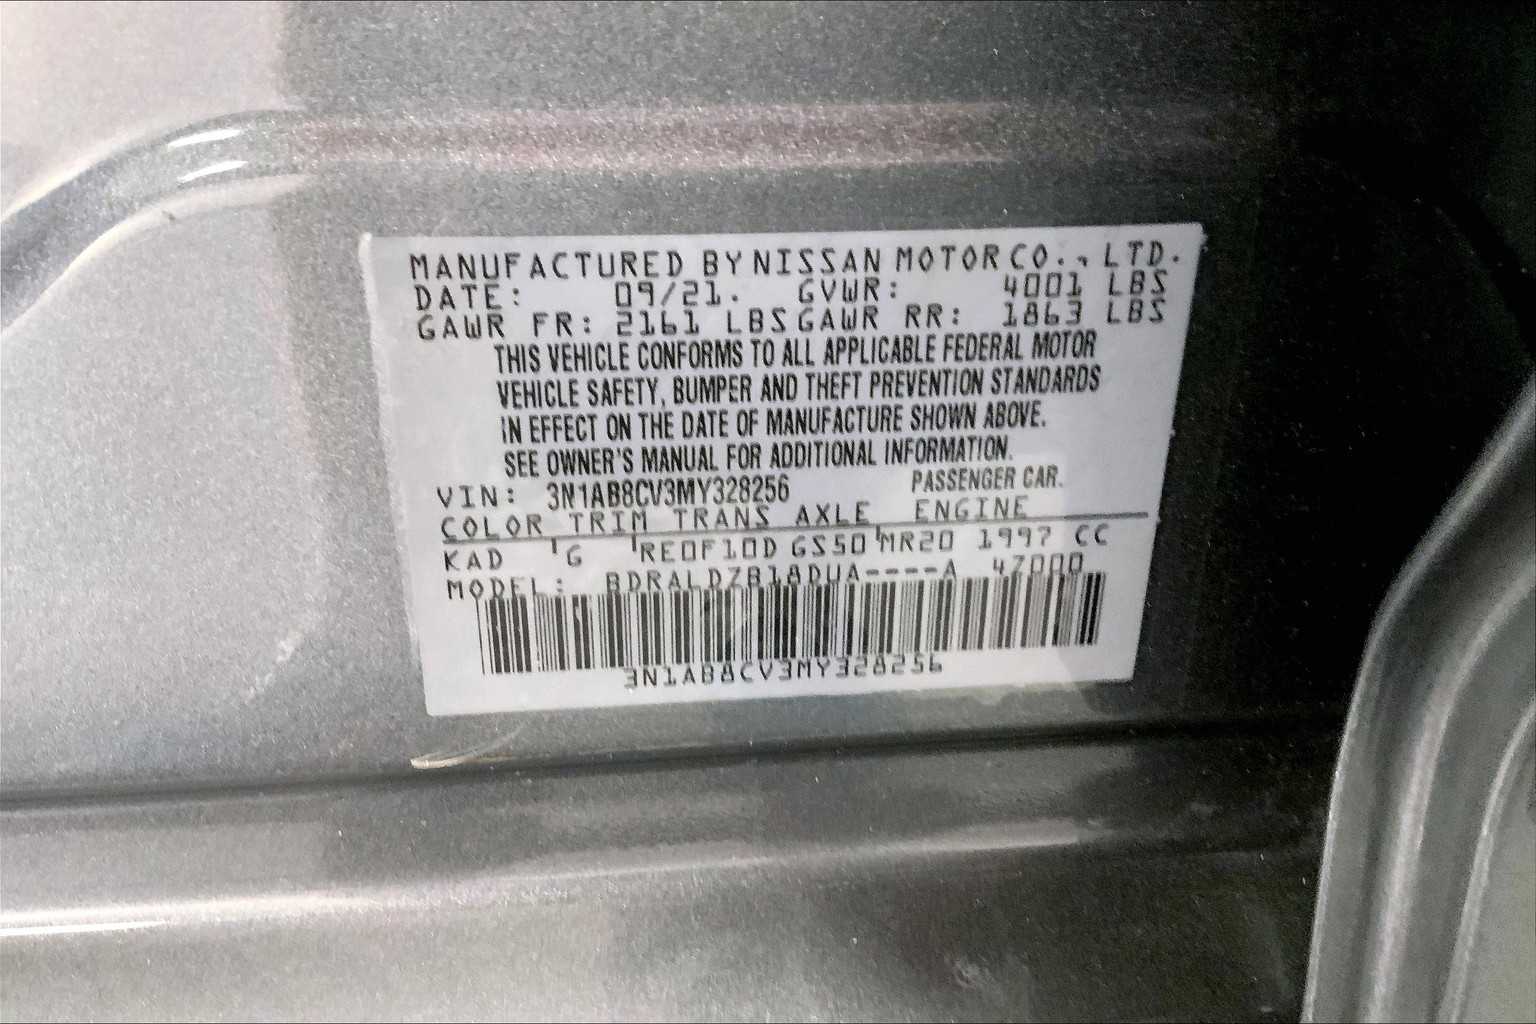 MANUFACTURED BY NISSAN MOTOR CO., LTD.
DATE: 09/21. GVWR: 4001 LBS
GAWR FR: 2161 LBS GAWR RR: 1863 LBS
THIS VEHICLE CONFORMS TO ALL APPLICABLE FEDERAL MOTOR
VEHICLE SAFETY, BUMPER AND THEFT PREVENTION STANDARDS
IN EFFECT ON THE DATE OF MANUFACTURE SHOWN ABOVE.
SEE OWNER'S MANUAL FOR ADDITIONAL INFORMATION.
VIN: 3N1AB8CV3MY328256 PASSENGER CAR.
COLOR TRIM TRANS AXLE ENGINE
KAD G RE0F10D GS50 MR20 1997 CC
MODEL: BDRALDZB18DUA----A 47000
3N1AB8CV3MY328256